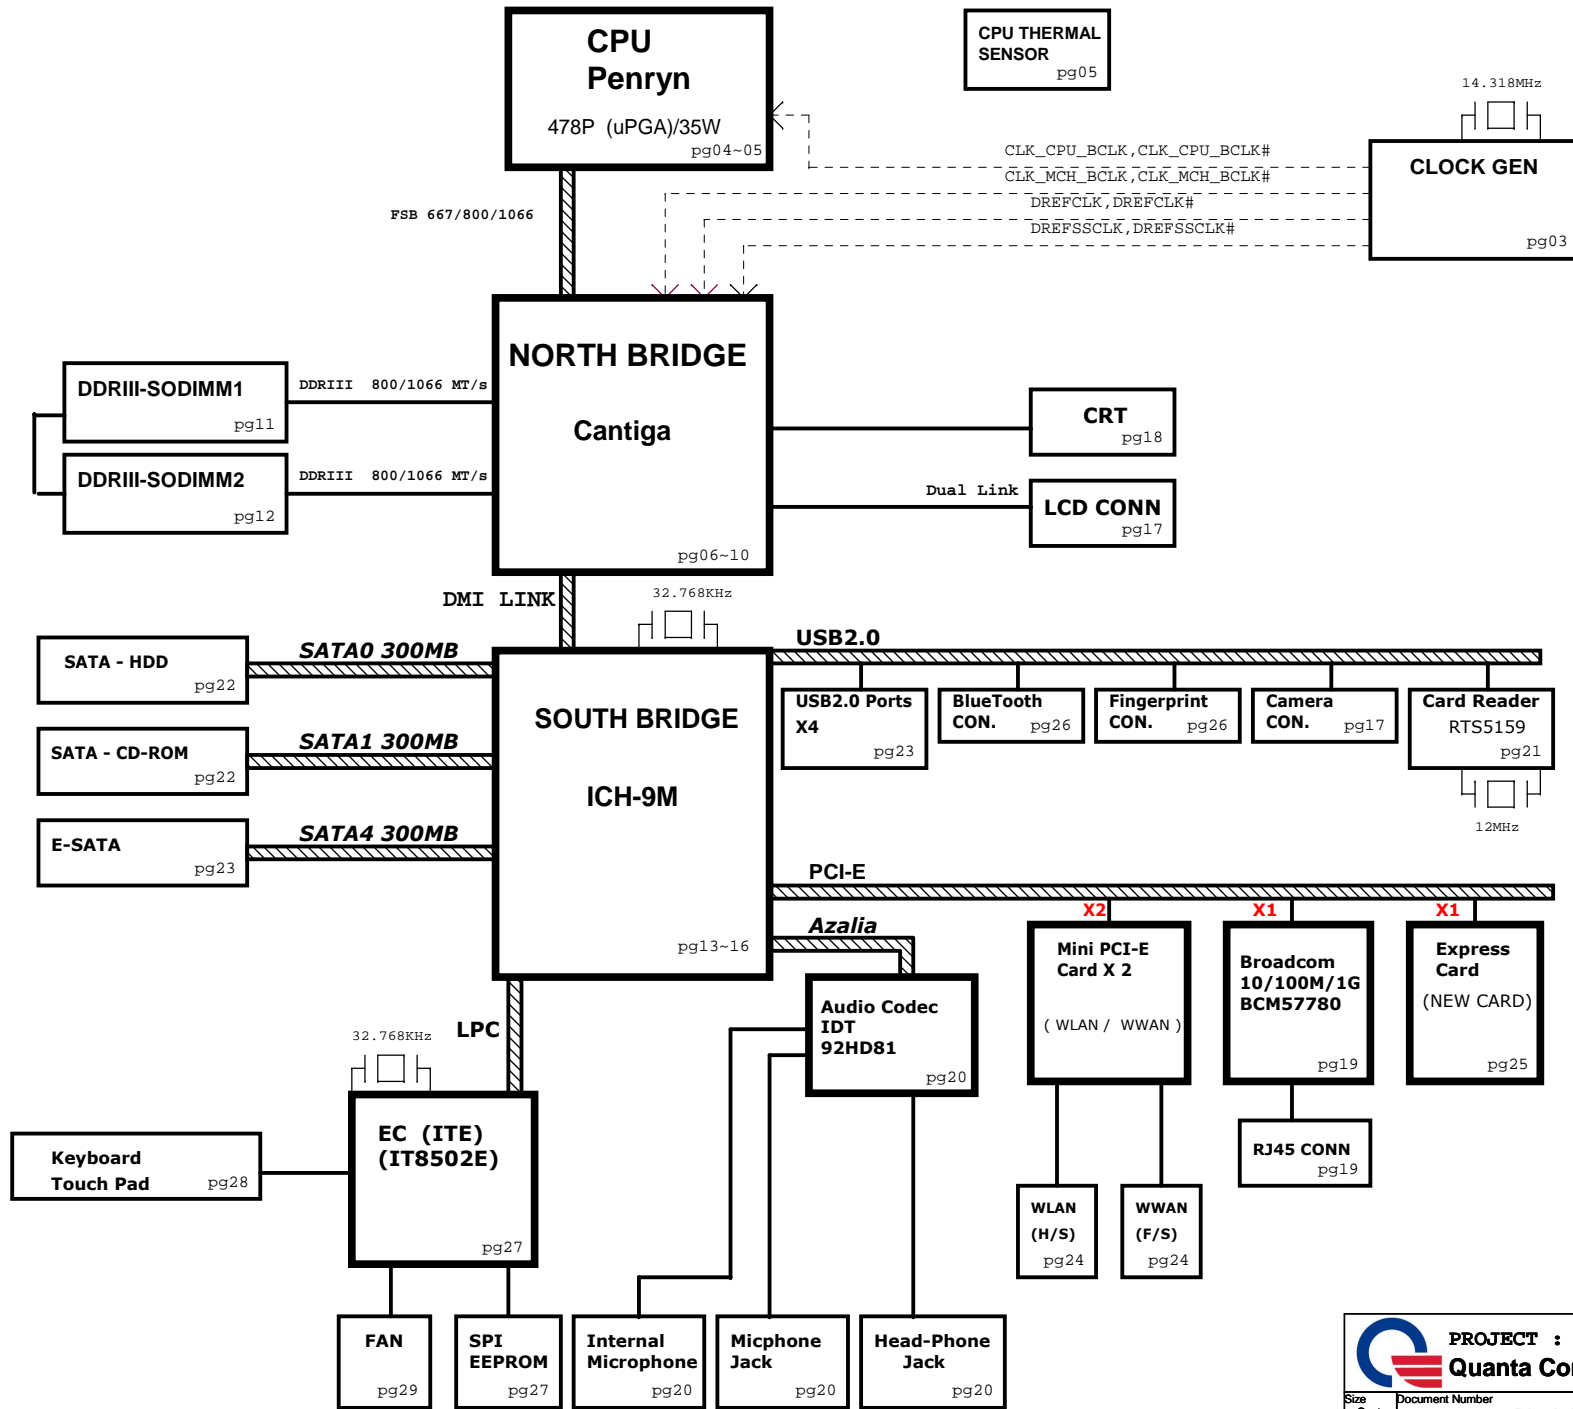 CPU
Penryn
478P (uPGA)/35W
pg04~05
CPU THERMAL
SENSOR
pg05
14.318MHz
CLOCK GEN
pg03
CLK_CPU_BCLK,CLK_CPU_BCLK#
CLK_MCH_BCLK,CLK_MCH_BCLK#
DREFCLK,DREFCLK#
DREFSSCLK,DREFSSCLK#
FSB 667/800/1066
NORTH BRIDGE
Cantiga
pg06~10
DDRIII-SODIMM1
pg11
DDRIII 800/1066 MT/s
DDRIII-SODIMM2
pg12
DDRIII 800/1066 MT/s
CRT
pg18
Dual Link
LCD CONN
pg17
DMI LINK
32.768KHz
SATA - HDD
pg22
SATA0 300MB
SATA - CD-ROM
pg22
SATA1 300MB
E-SATA
pg23
SATA4 300MB
SOUTH BRIDGE
ICH-9M
pg13~16
USB2.0
USB2.0 Ports
X4
pg23
BlueTooth
CON.
pg26
Fingerprint
CON.
pg26
Camera
CON.
pg17
Card Reader
RTS5159
pg21
12MHz
PCI-E
X2
X1
X1
Mini PCI-E
Card X 2
( WLAN / WWAN )
Broadcom
10/100M/1G
BCM57780
pg19
Express
Card
(NEW CARD)
pg25
Azalia
Audio Codec
IDT
92HD81
pg20
LPC
32.768KHz
EC (ITE)
(IT8502E)
pg27
Keyboard
Touch Pad
pg28
RJ45 CONN
pg19
WLAN
(H/S)
pg24
WWAN
(F/S)
pg24
FAN
pg29
SPI
EEPROM
pg27
Internal
Microphone
pg20
Micphone
Jack
pg20
Head-Phone
Jack
pg20
PROJECT :
Quanta Co
Size
Document Number